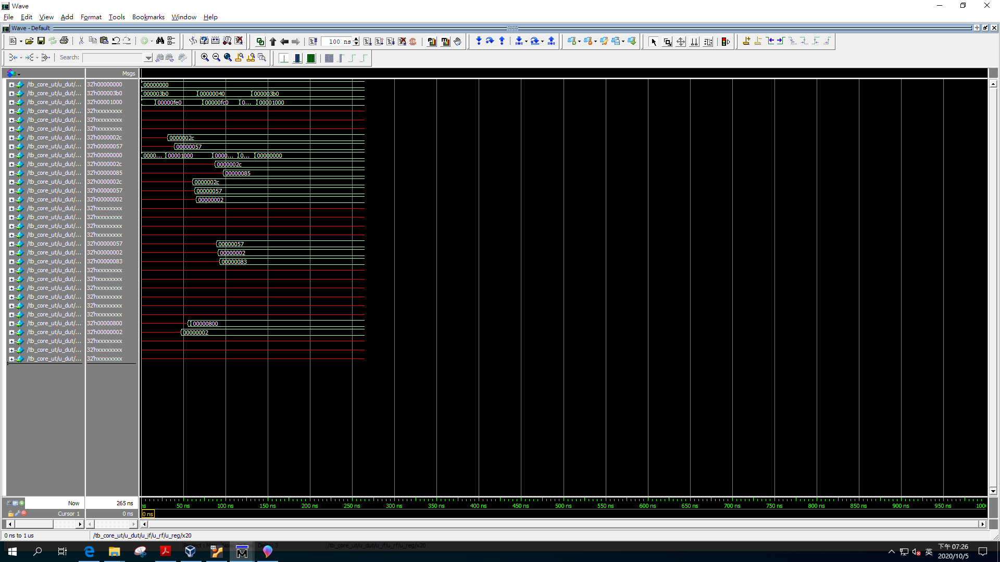 Wave
File Edit View Add Format Tools Bookmarks Window Help
Wave - Default
100 ns
Search:
Msgs
/tb_core_ut/u_dut/... 32'h00000000 00000000
/tb_core_ut/u_dut/... 32'h000003b0 000003b0 00000040 000003b0
/tb_core_ut/u_dut/... 32'h00001000 00000fe0 00000fc0 0... 00001000
/tb_core_ut/u_dut/... 32'hxxxxxxxx
/tb_core_ut/u_dut/... 32'hxxxxxxxx
/tb_core_ut/u_dut/... 32'hxxxxxxxx
/tb_core_ut/u_dut/... 32'h0000002c 0000002c
/tb_core_ut/u_dut/... 32'h00000057 00000057
/tb_core_ut/u_dut/... 32'h00000000 0000... 00001000 0000... 0... 00000000
/tb_core_ut/u_dut/... 32'h0000002c 0000002c
/tb_core_ut/u_dut/... 32'h00000085 00000085
/tb_core_ut/u_dut/... 32'h0000002c 0000002c
/tb_core_ut/u_dut/... 32'h00000057 00000057
/tb_core_ut/u_dut/... 32'h00000002 00000002
/tb_core_ut/u_dut/... 32'hxxxxxxxx
/tb_core_ut/u_dut/... 32'hxxxxxxxx
/tb_core_ut/u_dut/... 32'hxxxxxxxx
/tb_core_ut/u_dut/... 32'hxxxxxxxx
/tb_core_ut/u_dut/... 32'h00000057 00000057
/tb_core_ut/u_dut/... 32'h00000002 00000002
/tb_core_ut/u_dut/... 32'h00000083 00000083
/tb_core_ut/u_dut/... 32'hxxxxxxxx
/tb_core_ut/u_dut/... 32'hxxxxxxxx
/tb_core_ut/u_dut/... 32'hxxxxxxxx
/tb_core_ut/u_dut/... 32'hxxxxxxxx
/tb_core_ut/u_dut/... 32'hxxxxxxxx
/tb_core_ut/u_dut/... 32'hxxxxxxxx
/tb_core_ut/u_dut/... 32'h00000800 00000800
/tb_core_ut/u_dut/... 32'h00000002 00000002
/tb_core_ut/u_dut/... 32'hxxxxxxxx
/tb_core_ut/u_dut/... 32'hxxxxxxxx
/tb_core_ut/u_dut/... 32'hxxxxxxxx
Now 265 ns
ns 50 ns 100 ns 150 ns 200 ns 250 ns 300 ns 350 ns 400 ns 450 ns 500 ns 550 ns 600 ns 650 ns 700 ns 750 ns 800 ns 850 ns 900 ns 950 ns 1000
Cursor 1 0 ns 0 ns
0 ns to 1 us /tb_core_ut/u_dut/u_if/u_rf/u_reg/x20
/tb_core_ut/u_dut/u_if/u_rf/u_reg/x20
英 下午 07:26
2020/10/5